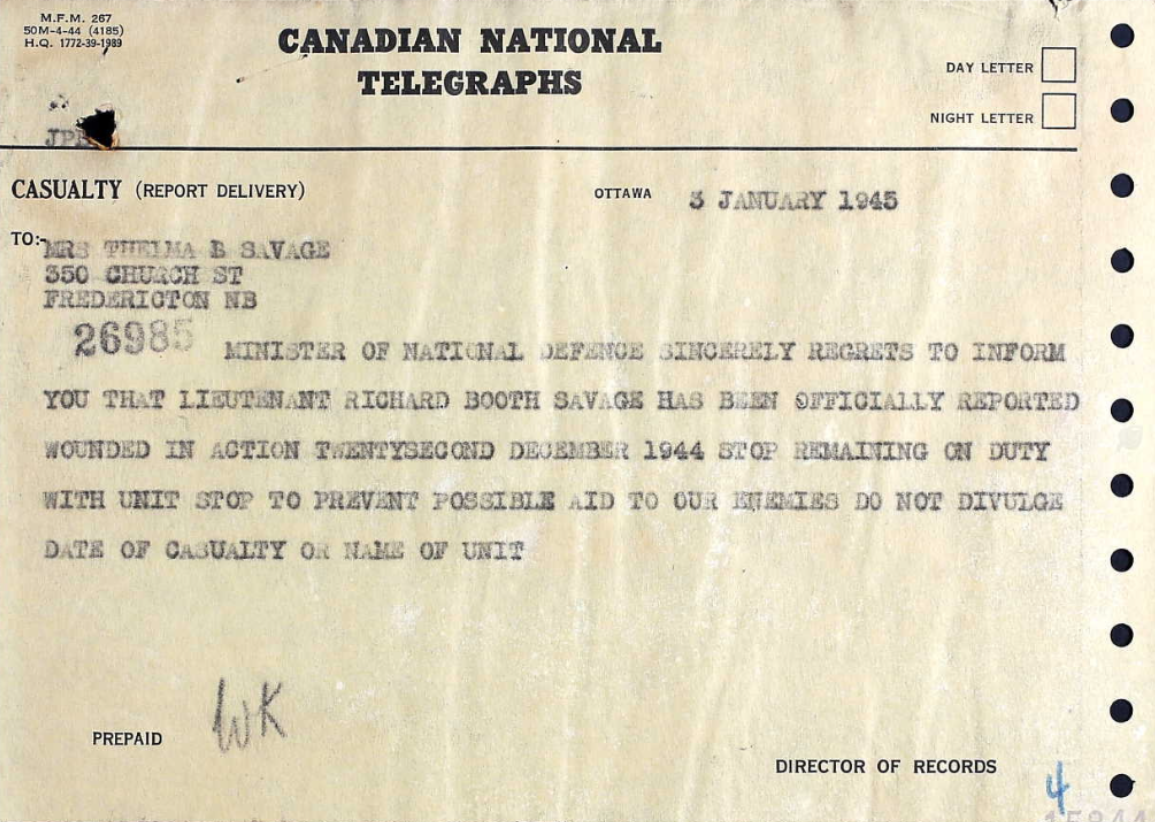 M.F.M. 267
50M-4-44 (4185)
H.Q. 1772-39-1989
CANADIAN NATIONAL
TELEGRAPHS
DAY LETTER
NIGHT LETTER
CASUALTY (REPORT DELIVERY)
OTTAWA 3 JANUARY 1945
TO:- MRS THELMA B SAVAGE
350 CHURCH ST
FREDERICTON NB
26985
MINISTER OF NATIONAL DEFENCE SINCERELY REGRETS TO INFORM
YOU THAT LIEUTENANT RICHARD BOOTH SAVAGE HAS BEEN OFFICIALLY REPORTED
WOUNDED IN ACTION TWENTYSECOND DECEMBER 1944 STOP REMAINING ON DUTY
WITH UNIT STOP TO PREVENT POSSIBLE AID TO OUR ENEMIES DO NOT DIVULGE
DATE OF CASUALTY OR NAME OF UNIT
PREPAID WK
DIRECTOR OF RECORDS
4